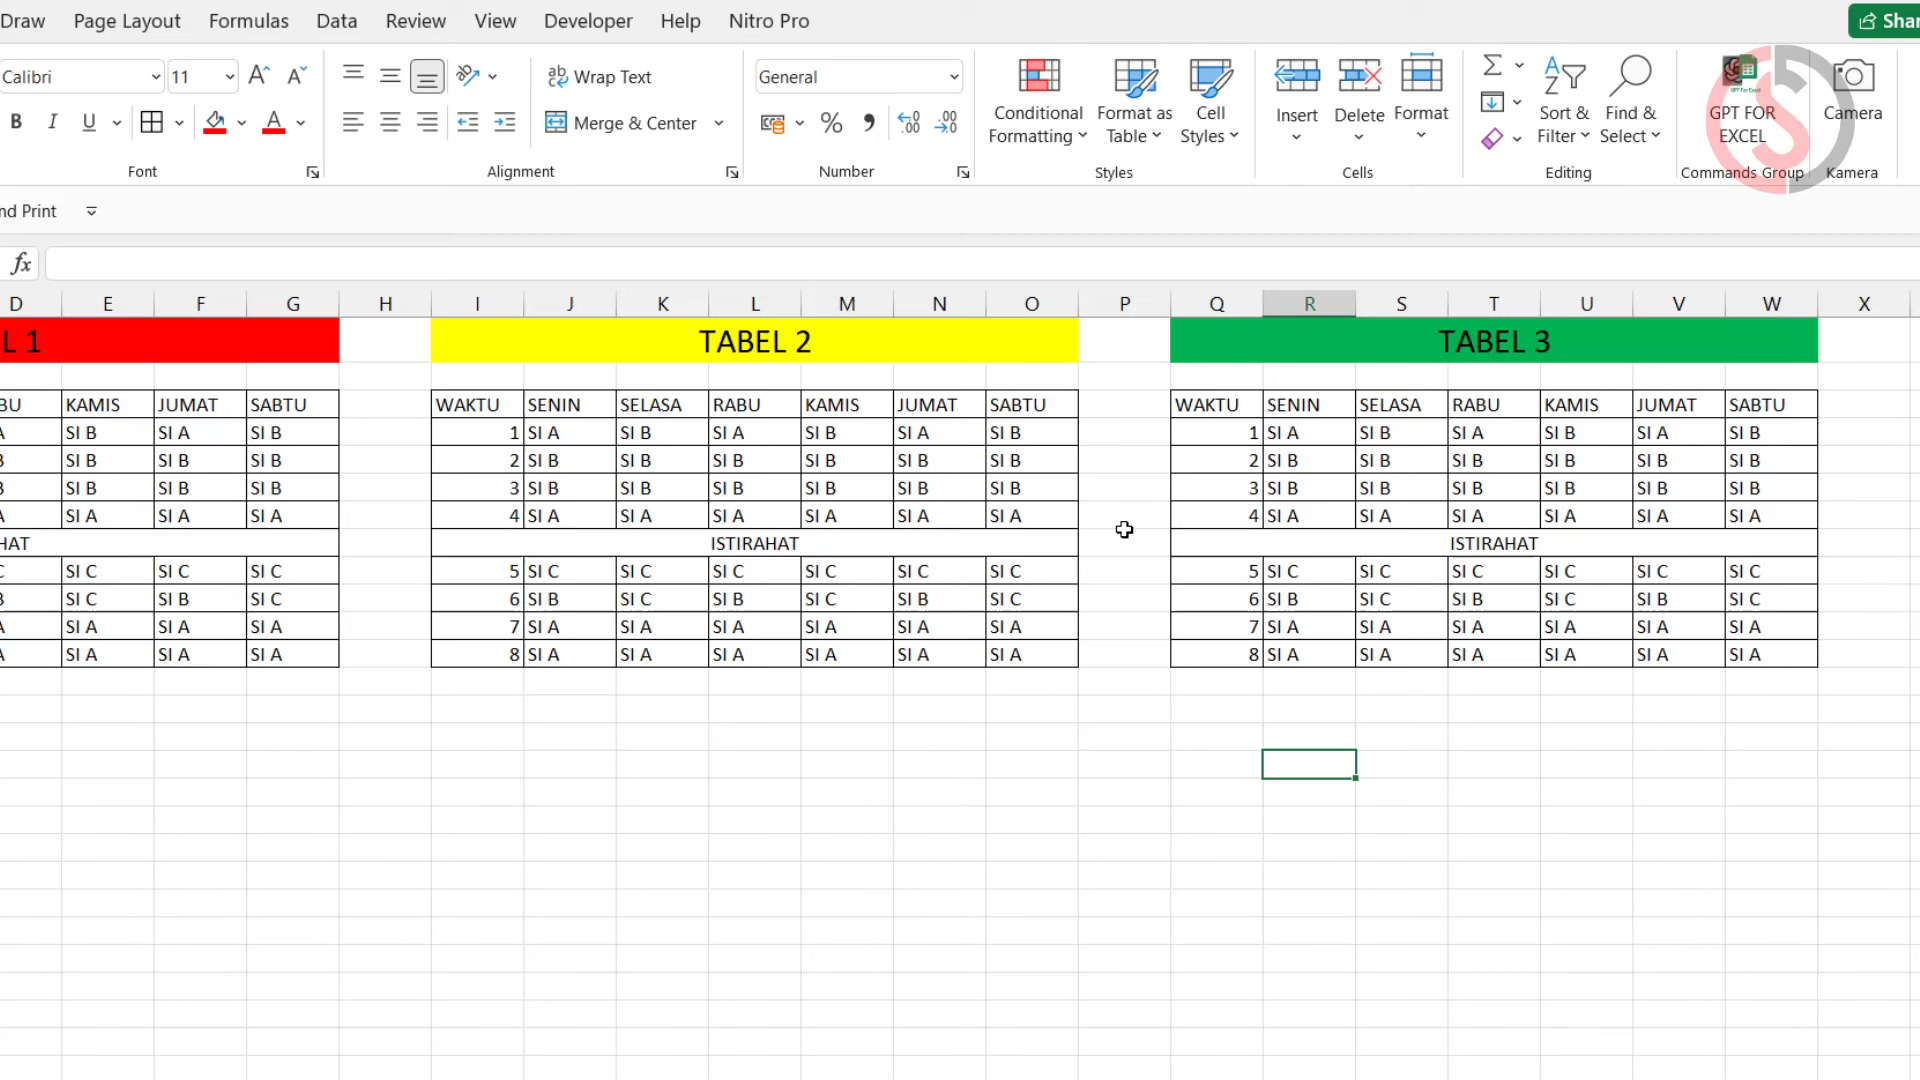 Draw Page Layout Formulas Data Review View Developer Help Nitro Pro Shar
Calibri 11 A A ab Wrap Text General
Conditional Formatting Format as Table Cell Styles Insert Delete Format Sort & Filter Find & Select GPT FOR EXCEL Camera
B I U A Merge & Center % 9 .00 .00
Font Alignment Number Styles Cells Editing Commands Group Kamera
nd Print
fx
D E F G H I J K L M N O P Q R S T U V W X
L 1 TABEL 2 TABEL 3
BU KAMIS JUMAT SABTU WAKTU SENIN SELASA RABU KAMIS JUMAT SABTU WAKTU SENIN SELASA RABU KAMIS JUMAT SABTU
A SI B SI A SI B 1 SI A SI B SI A SI B SI A SI B 1 SI A SI B SI A SI B SI A SI B
B SI B SI B SI B 2 SI B SI B SI B SI B SI B SI B 2 SI B SI B SI B SI B SI B SI B
B SI B SI B SI B 3 SI B SI B SI B SI B SI B SI B 3 SI B SI B SI B SI B SI B SI B
A SI A SI A SI A 4 SI A SI A SI A SI A SI A SI A 4 SI A SI A SI A SI A SI A SI A
HAT ISTIRAHAT ISTIRAHAT
C SI C SI C SI C 5 SI C SI C SI C SI C SI C SI C 5 SI C SI C SI C SI C SI C SI C
B SI C SI B SI C 6 SI B SI C SI B SI C SI B SI C 6 SI B SI C SI B SI C SI B SI C
A SI A SI A SI A 7 SI A SI A SI A SI A SI A SI A 7 SI A SI A SI A SI A SI A SI A
A SI A SI A SI A 8 SI A SI A SI A SI A SI A SI A 8 SI A SI A SI A SI A SI A SI A